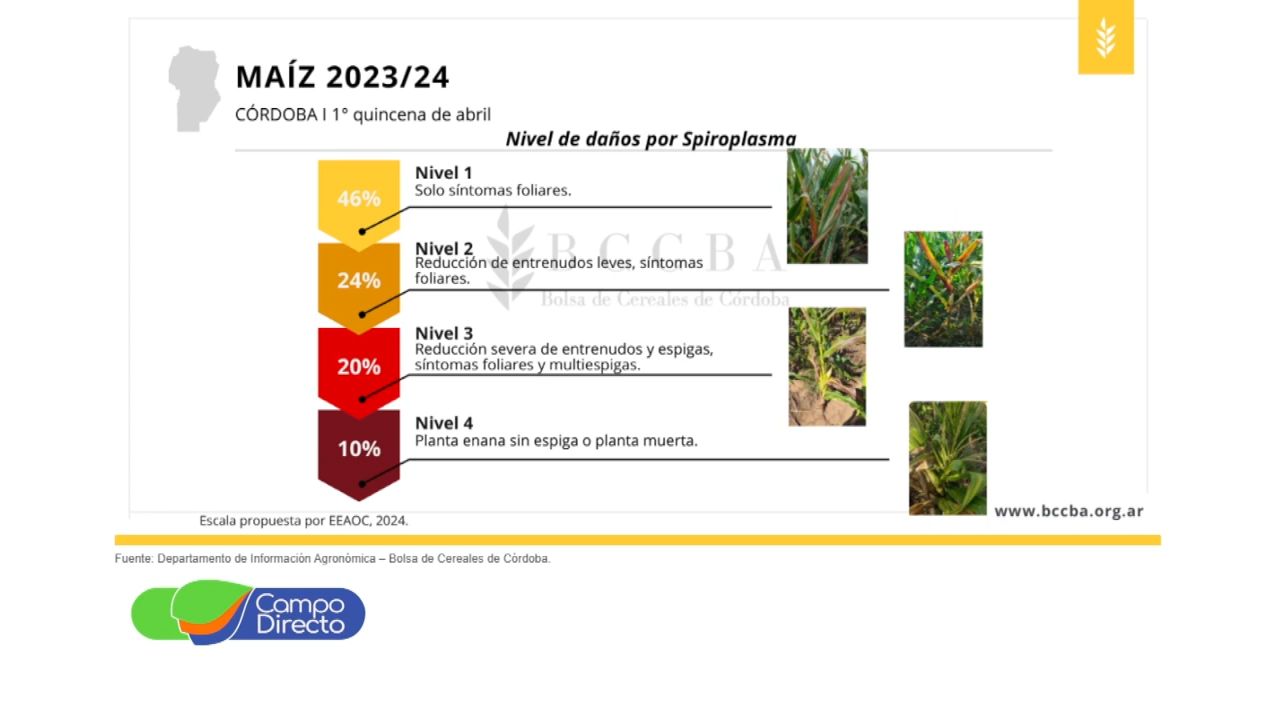 MAÍZ 2023/24
CÓRDOBA I 1° quincena de abril
Nivel de daños por Spiroplasma
46%
Nivel 1
Solo síntomas foliares.
24%
Nivel 2
Reducción de entrenudos leves, síntomas
foliares.
BCCBA
Bolsa de Cereales de Córdoba
20%
Nivel 3
Reducción severa de entrenudos y espigas,
síntomas foliares y multiespigas.
10%
Nivel 4
Planta enana sin espiga o planta muerta.
www.bccba.org.ar
Escala propuesta por EEAOC, 2024.
Fuente: Departamento de Información Agronómica – Bolsa de Cereales de Córdoba.
Campo
Directo